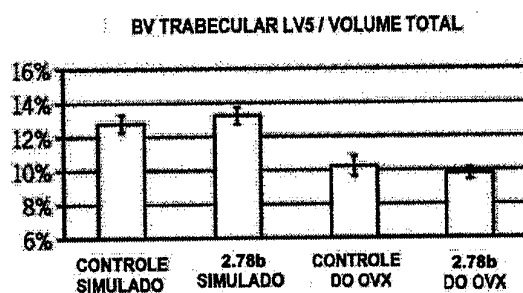 BV TRABECULAR LV5 / VOLUME TOTAL
16%
14%
12%
10%
8%
6%
CONTROLE SIMULADO
2.78b SIMULADO
CONTROLE DO OVX
2.78b DO OVX